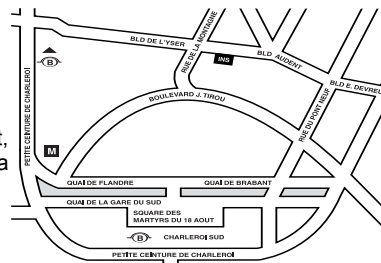 BLD DE L'YSER
RUE DE LA MONTAGNE
INS
BLD AUDENT
BLD E. DEVREU
PETITE CEINTURE DE CHARLEROI
B
BOULEVARD J. TIROU
RUE DU PONT NEUF
t,
a
M
QUAI DE FLANDRE
QUAI DE BRABANT
QUAI DE LA GARE DU SUD
SQUARE DES
MARTYRS DU 18 AOUT
B
CHARLEROI SUD
PETITE CEINTURE DE CHARLEROI